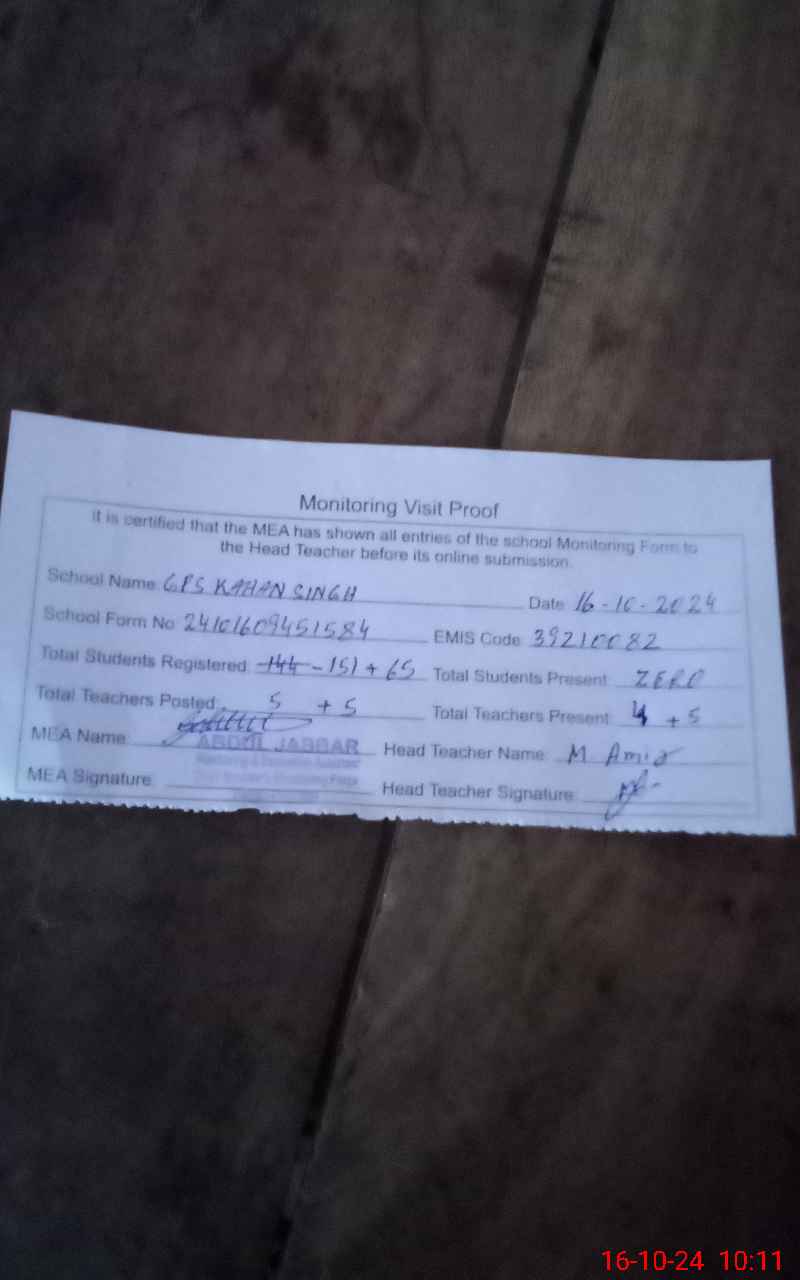 Monitoring Visit Proof
It is certified that the MEA has shown all entries of the school Monitoring Form to
the Head Teacher before its online submission.
School Name: GPS KAHAN SINGH Date: 16-10-2024
School Form No: 24101609451584 EMIS Code: 39210082
Total Students Registered: 144 - 151 + 65 Total Students Present: ZERO
Total Teachers Posted: 5 + 5 Total Teachers Present: 4 + 5
MEA Name: ABDUL JABBAR Head Teacher Name: M Amir
MEA Signature: Head Teacher Signature:
16-10-24 10:11